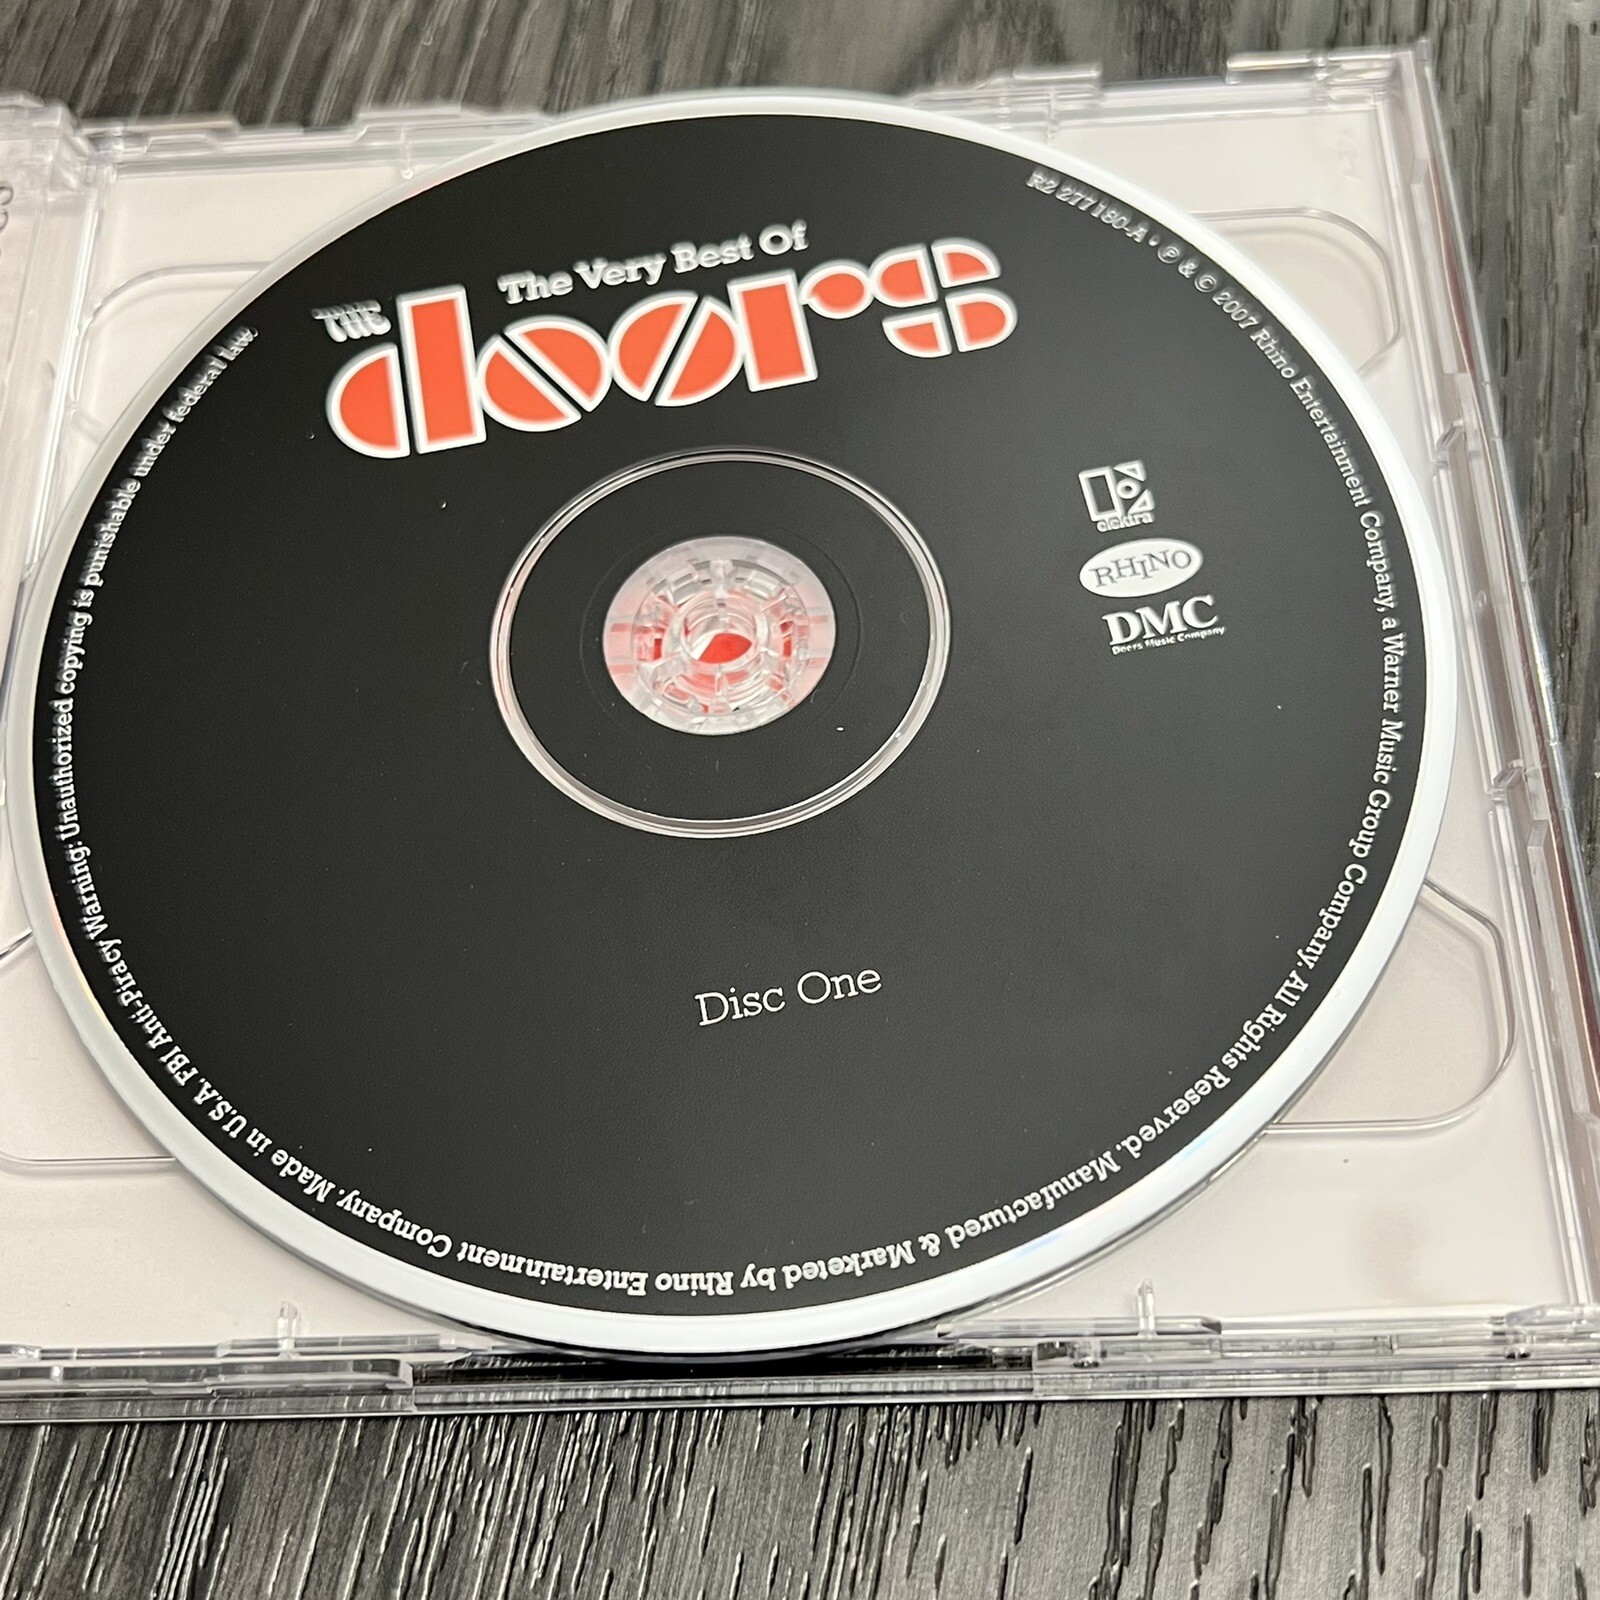 The Very Best Of
THE
doors
elektra
RHINO
DMC
Doors Music Company
Disc One
R2 277180-A • ℗ & © 2007 Rhino Entertainment Company, a Warner Music Group Company. All Rights Reserved. Manufactured & Marketed by Rhino Entertainment Company. Made in U.S.A. FBI Anti-Piracy Warning: Unauthorized copying is punishable under federal law.